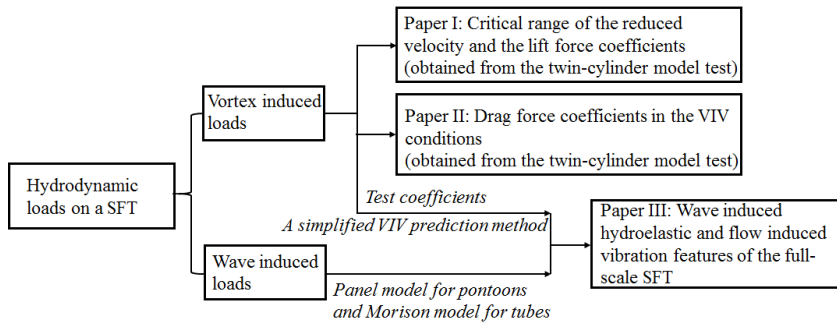 Hydrodynamic
loads on a SFT
Vortex induced
loads
Wave induced
loads
Paper I: Critical range of the reduced
velocity and the lift force coefficients
(obtained from the twin-cylinder model test)
Paper II: Drag force coefficients in the VIV
conditions
(obtained from the twin-cylinder model test)
Test coefficients
A simplified VIV prediction method
Panel model for pontoons
and Morison model for tubes
Paper III: Wave induced
hydroelastic and flow induced
vibration features of the full-
scale SFT